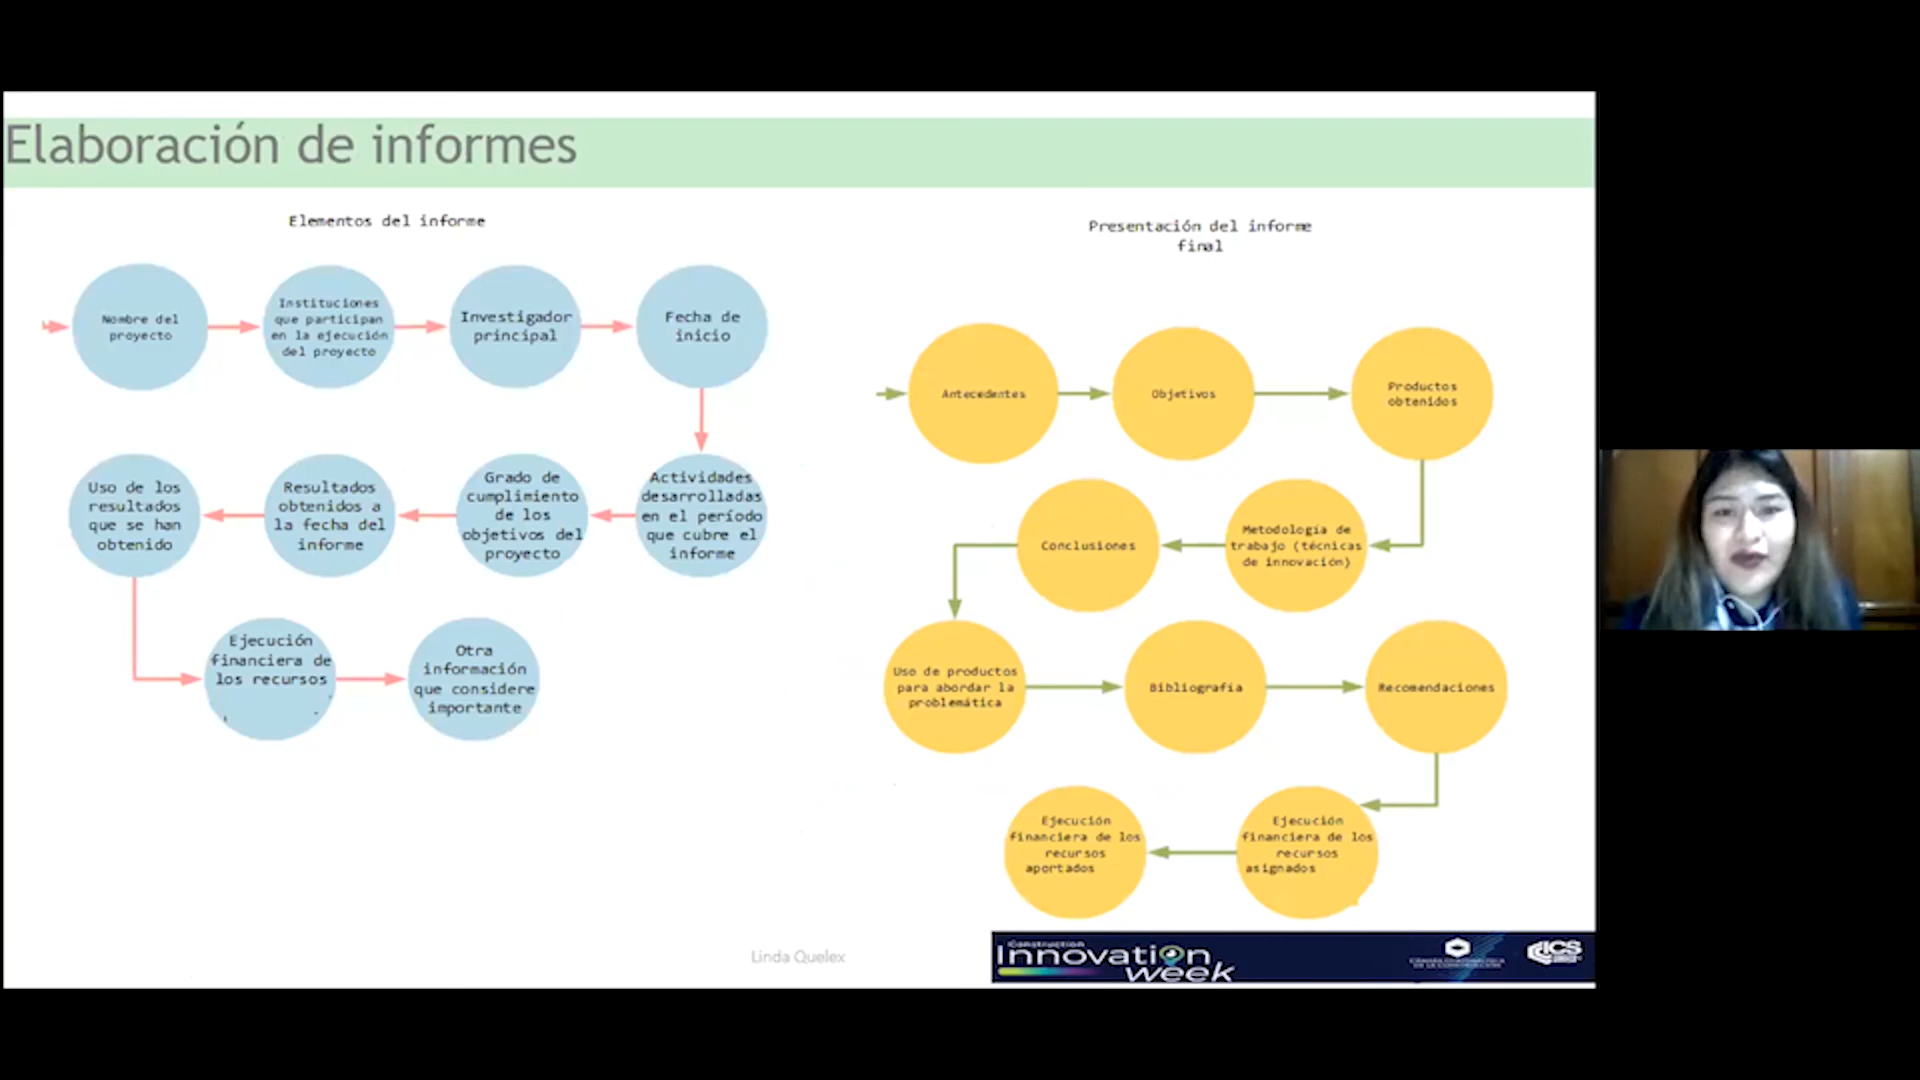 Elaboración de informes
Elementos del informe
Nombre del
proyecto
Instituciones
que participan
en la ejecución
del proyecto
Investigador
principal
Fecha de
inicio
Actividades
desarrolladas
en el período
que cubre el
informe
Grado de
cumplimiento
de los
objetivos del
proyecto
Resultados
obtenidos a
la fecha del
informe
Uso de los
resultados
que se han
obtenido
Ejecución
financiera de
los recursos
Otra
información
que considere
importante
Presentación del informe
final
Antecedentes
Objetivos
Productos
obtenidos
Metodología de
trabajo (técnicas
de innovación)
Conclusiones
Uso de productos
para abordar la
problemática
Bibliografía
Recomendaciones
Ejecución
financiera de los
recursos
asignados
Ejecución
financiera de los
recursos
aportados
Linda Quelex
Construction
Innovation
week
ICS